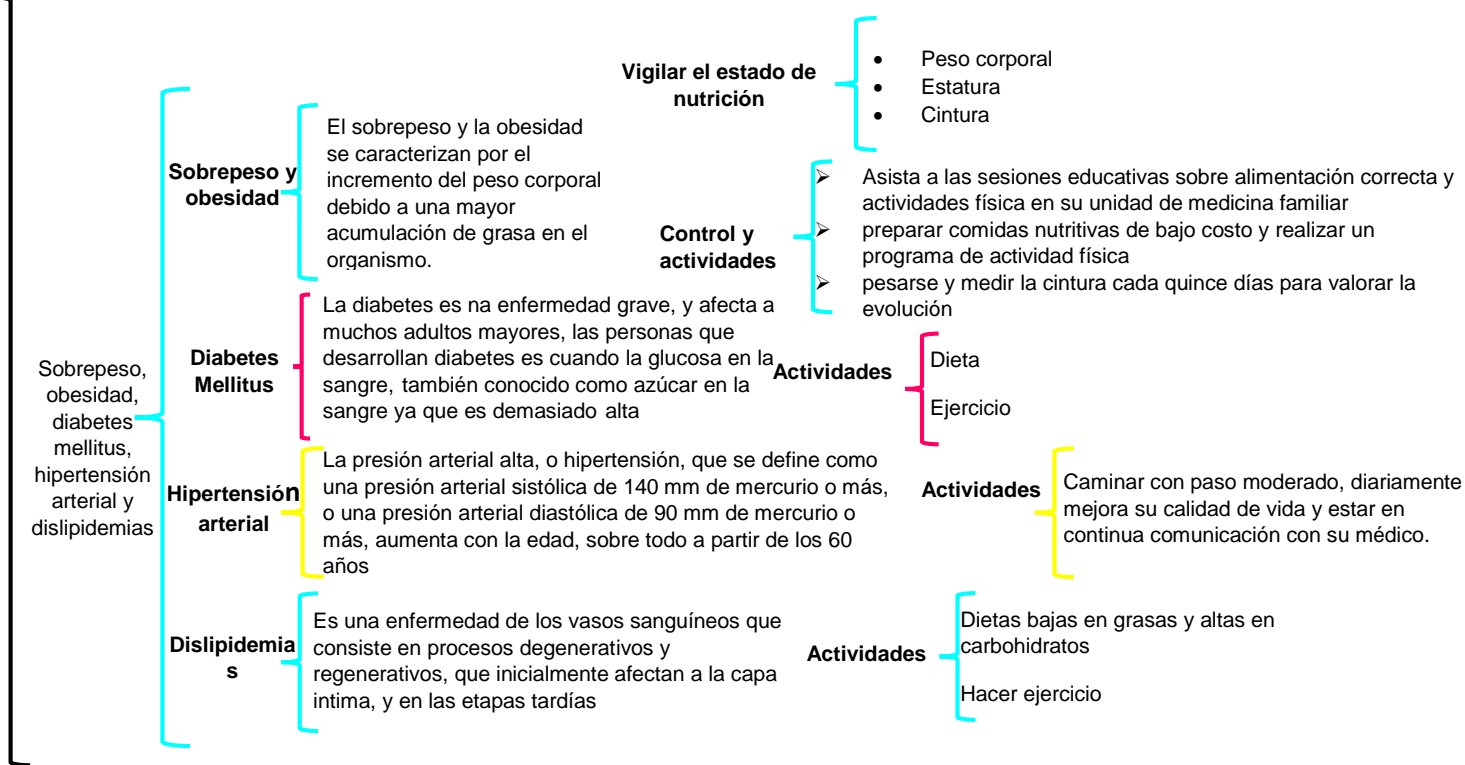 Sobrepeso,
obesidad,
diabetes
mellitus,
hipertensión
arterial y
dislipidemias
Sobrepeso y
obesidad
El sobrepeso y la obesidad
se caracterizan por el
incremento del peso corporal
debido a una mayor
acumulación de grasa en el
organismo.
Vigilar el estado de
nutrición
• Peso corporal
• Estatura
• Cintura
Control y
actividades
➢ Asista a las sesiones educativas sobre alimentación correcta y
actividades física en su unidad de medicina familiar
➢ preparar comidas nutritivas de bajo costo y realizar un
programa de actividad física
➢ pesarse y medir la cintura cada quince días para valorar la
evolución
Diabetes
Mellitus
La diabetes es na enfermedad grave, y afecta a
muchos adultos mayores, las personas que
desarrollan diabetes es cuando la glucosa en la
sangre, también conocido como azúcar en la
sangre ya que es demasiado alta
Actividades
Dieta
Ejercicio
Hipertensión
arterial
La presión arterial alta, o hipertensión, que se define como
una presión arterial sistólica de 140 mm de mercurio o más,
o una presión arterial diastólica de 90 mm de mercurio o
más, aumenta con la edad, sobre todo a partir de los 60
años
Actividades
Caminar con paso moderado, diariamente
mejora su calidad de vida y estar en
continua comunicación con su médico.
Dislipidemia
s
Es una enfermedad de los vasos sanguíneos que
consiste en procesos degenerativos y
regenerativos, que inicialmente afectan a la capa
intima, y en las etapas tardías
Actividades
Dietas bajas en grasas y altas en
carbohidratos
Hacer ejercicio